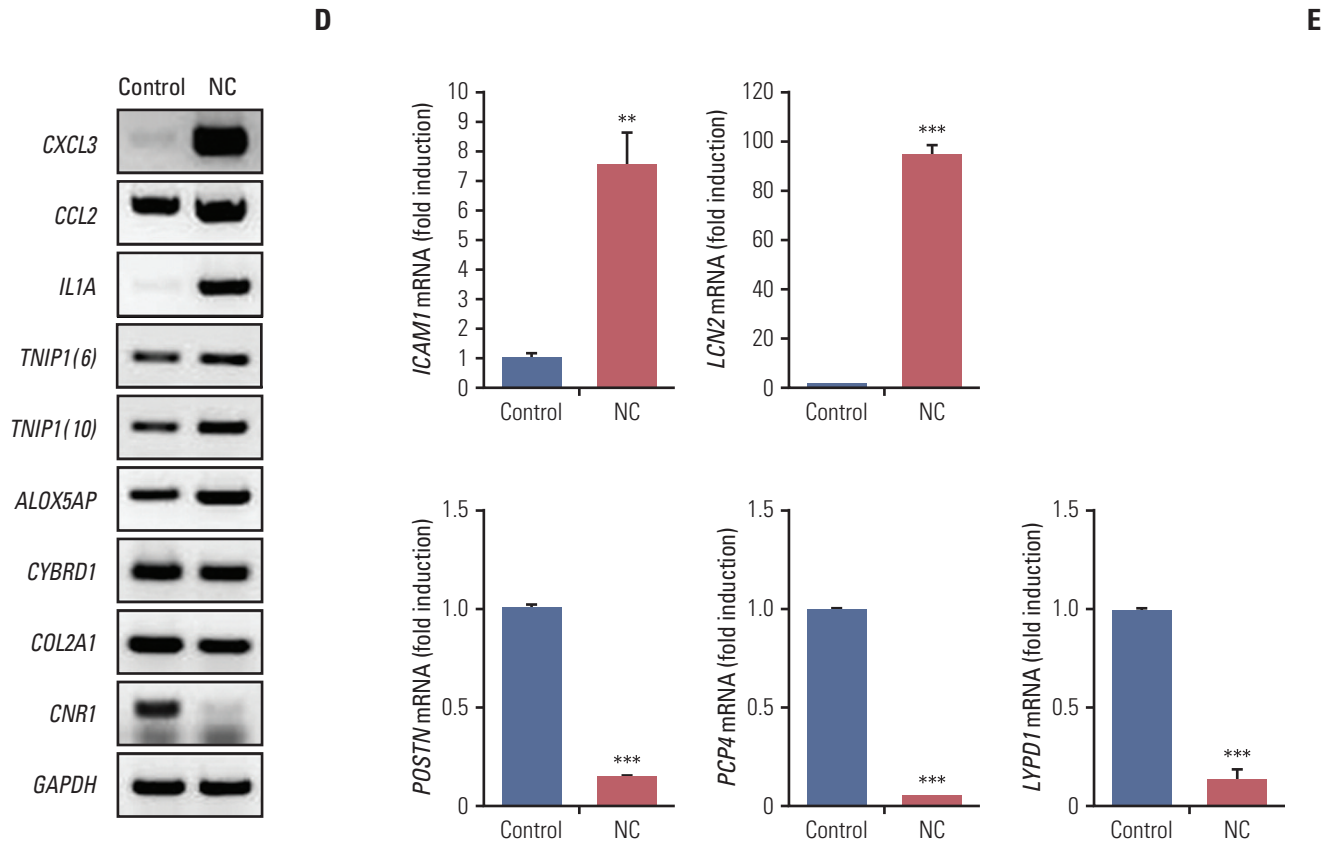 D
E
Control NC
CXCL3
CCL2
IL1A
TNIP1(6)
TNIP1(10)
ALOX5AP
CYBRD1
COL2A1
CNR1
GAPDH
ICAM1 mRNA (fold induction)
10
9
8
7
6
5
4
3
2
1
0
**
Control NC
LCN2 mRNA (fold induction)
120
100
80
60
40
20
0
***
Control NC
POSTN mRNA (fold induction)
1.5
1.0
0.5
0
***
Control NC
PCP4 mRNA (fold induction)
1.5
1.0
0.5
0
***
Control NC
LYPD1 mRNA (fold induction)
1.5
1.0
0.5
0
***
Control NC